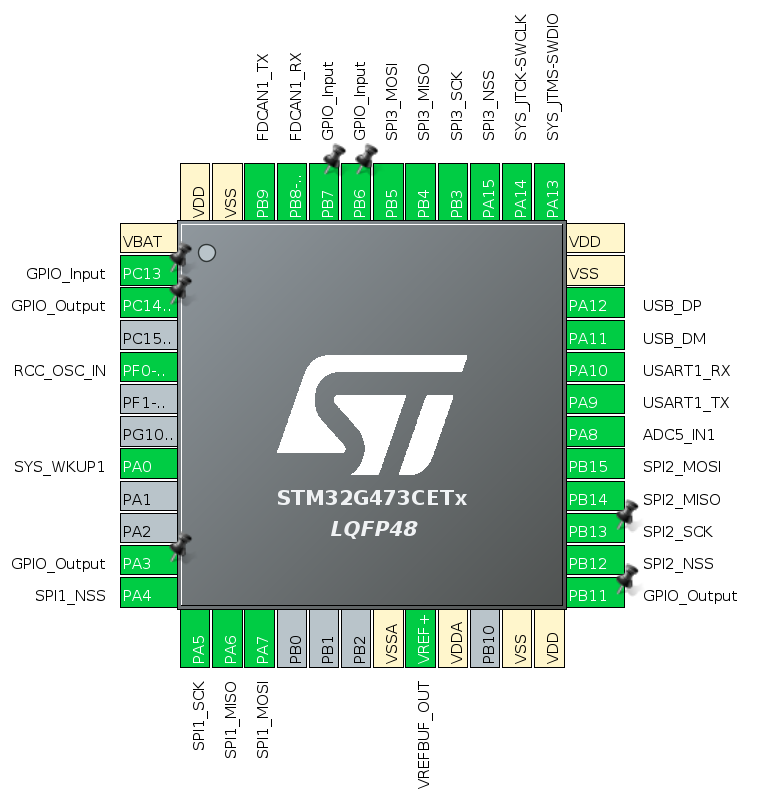 FDCAN1_TX
FDCAN1_RX
GPIO_Input
GPIO_Input
SPI3_MOSI
SPI3_MISO
SPI3_SCK
SPI3_NSS
SYS_JTCK-SWCLK
SYS_JTMS-SWDIO
VDD
VSS
PB9
PB8-..
PB7
PB6
PB5
PB4
PB3
PA15
PA14
PA13
VBAT
GPIO_Input PC13
GPIO_Output PC14..
PC15..
RCC_OSC_IN PF0-..
PF1-..
PG10..
SYS_WKUP1 PA0
PA1
PA2
GPIO_Output PA3
SPI1_NSS PA4
ST
STM32G473CETx
LQFP48
VDD
VSS
PA12 USB_DP
PA11 USB_DM
PA10 USART1_RX
PA9 USART1_TX
PA8 ADC5_IN1
PB15 SPI2_MOSI
PB14 SPI2_MISO
PB13 SPI2_SCK
PB12 SPI2_NSS
PB11 GPIO_Output
PA5
PA6
PA7
PB0
PB1
PB2
VSSA
VREF+
VDDA
PB10
VSS
VDD
SPI1_SCK
SPI1_MISO
SPI1_MOSI
VREFBUF_OUT